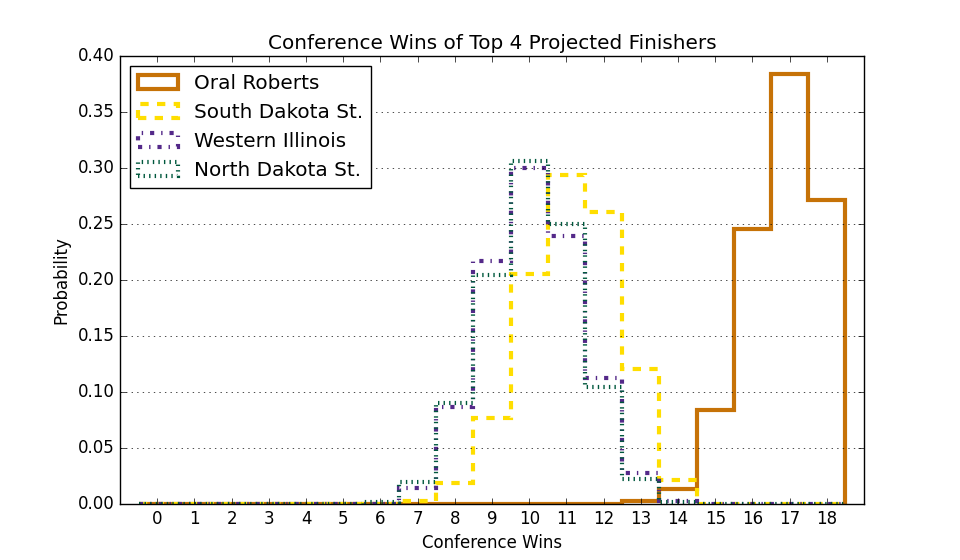 Conference Wins of Top 4 Projected Finishers
0.40
0.35
0.30
0.25
0.20
0.15
0.10
0.05
0.00
Probability
Oral Roberts
South Dakota St.
Western Illinois
North Dakota St.
0 1 2 3 4 5 6 7 8 9 10 11 12 13 14 15 16 17 18
Conference Wins